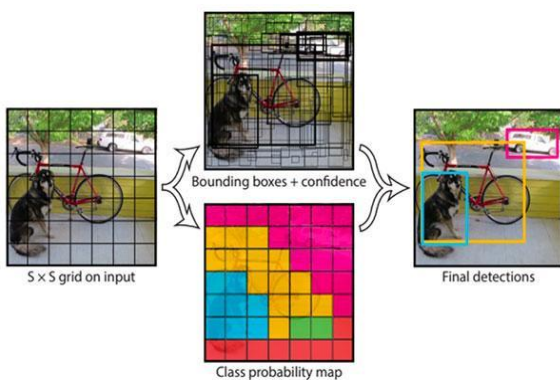 Bounding boxes + confidence
S × S grid on input
Final detections
Class probability map